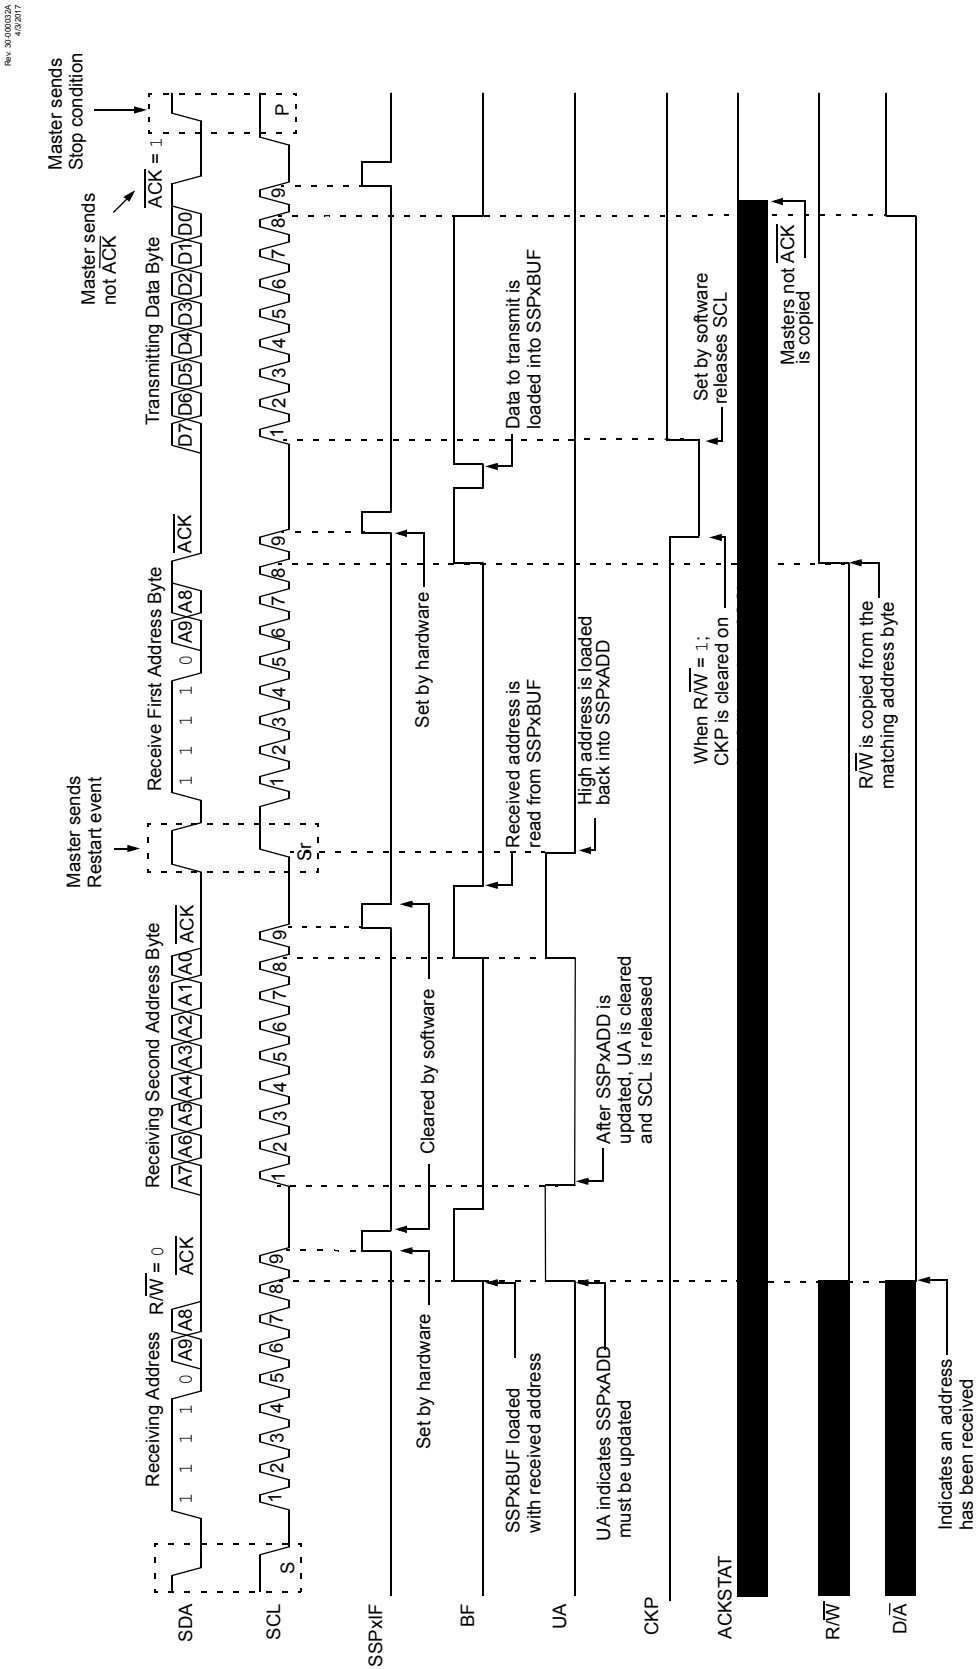 Rev. 30-000032A
4/3/2017
Master sends
Stop condition
Master sends
not ACK
ACK = 1
Master sends
Restart event
Receiving Address R/W = 0
Receiving Second Address Byte
Receive First Address Byte
Transmitting Data Byte
SDA
1 1 1 1 0 A9 A8 ACK
A7 A6 A5 A4 A3 A2 A1 A0 ACK
1 1 1 1 0 A9 A8 ACK
D7 D6 D5 D4 D3 D2 D1 D0
SCL
S
1 2 3 4 5 6 7 8 9
1 2 3 4 5 6 7 8 9
Sr
1 2 3 4 5 6 7 8 9
1 2 3 4 5 6 7 8 9
P
SSPxIF
Set by hardware
Cleared by software
Set by hardware
BF
SSPxBUF loaded
with received address
Received address is
read from SSPxBUF
Data to transmit is
loaded into SSPxBUF
UA
UA indicates SSPxADD
must be updated
After SSPxADD is
updated, UA is cleared
and SCL is released
High address is loaded
back into SSPxADD
CKP
When R/W = 1;
CKP is cleared on
Set by software
releases SCL
ACKSTAT
Masters not ACK
is copied
R/W
R/W is copied from the
matching address byte
D/A
Indicates an address
has been received